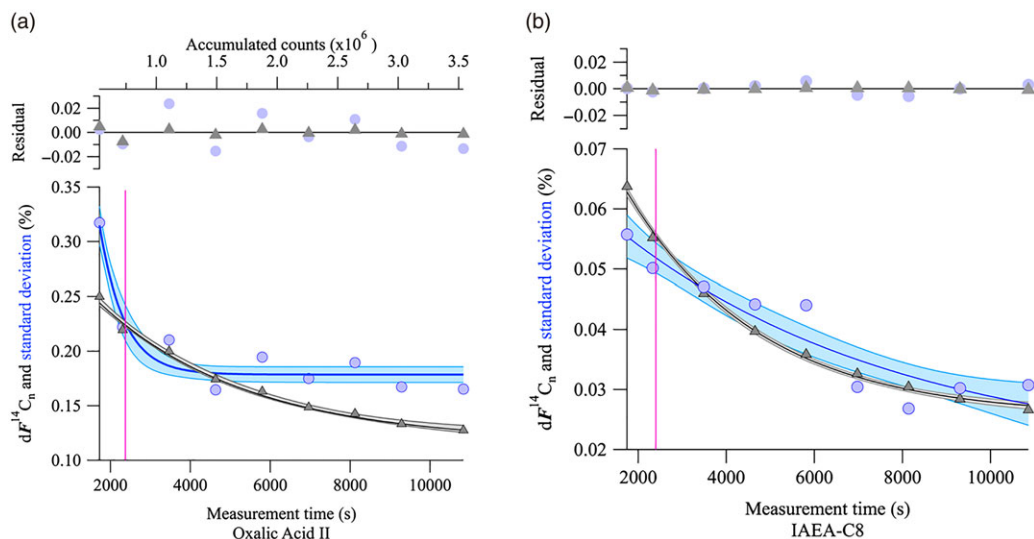 (a)
Accumulated counts (x10⁶)
1.0 1.5 2.0 2.5 3.0 3.5
Residual
0.02
0.00
−0.02
dF¹⁴Cₙ and standard deviation (%)
0.35
0.30
0.25
0.20
0.15
0.10
2000 4000 6000 8000 10000
Measurement time (s)
Oxalic Acid II
(b)
Residual
0.01
0.00
−0.01
dF¹⁴Cₙ and standard deviation (%)
0.07
0.06
0.05
0.04
0.03
0.02
2000 4000 6000 8000 10000
Measurement time (s)
IAEA-C8